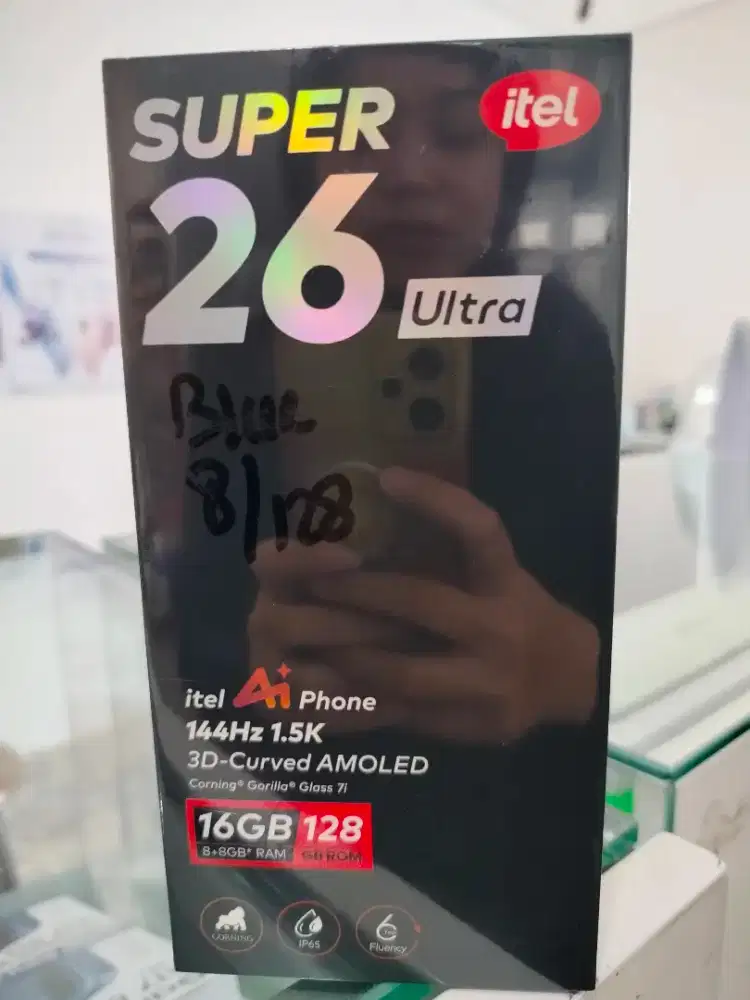 SUPER
itel
26
Ultra
Blue
8/128
itel Ai Phone
144Hz 1.5K
3D-Curved AMOLED
Corning® Gorilla® Glass 7i
16GB 128
8+8GB* RAM GB ROM
CORNING
IP65
6
Fluency